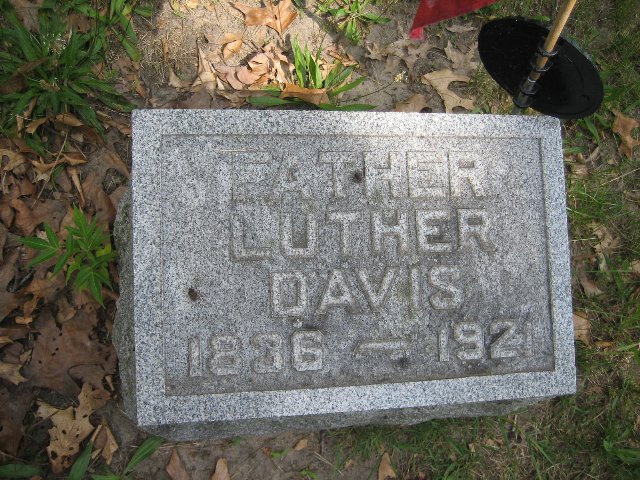 FATHER
LUTHER
DAVIS
1836 — 1921